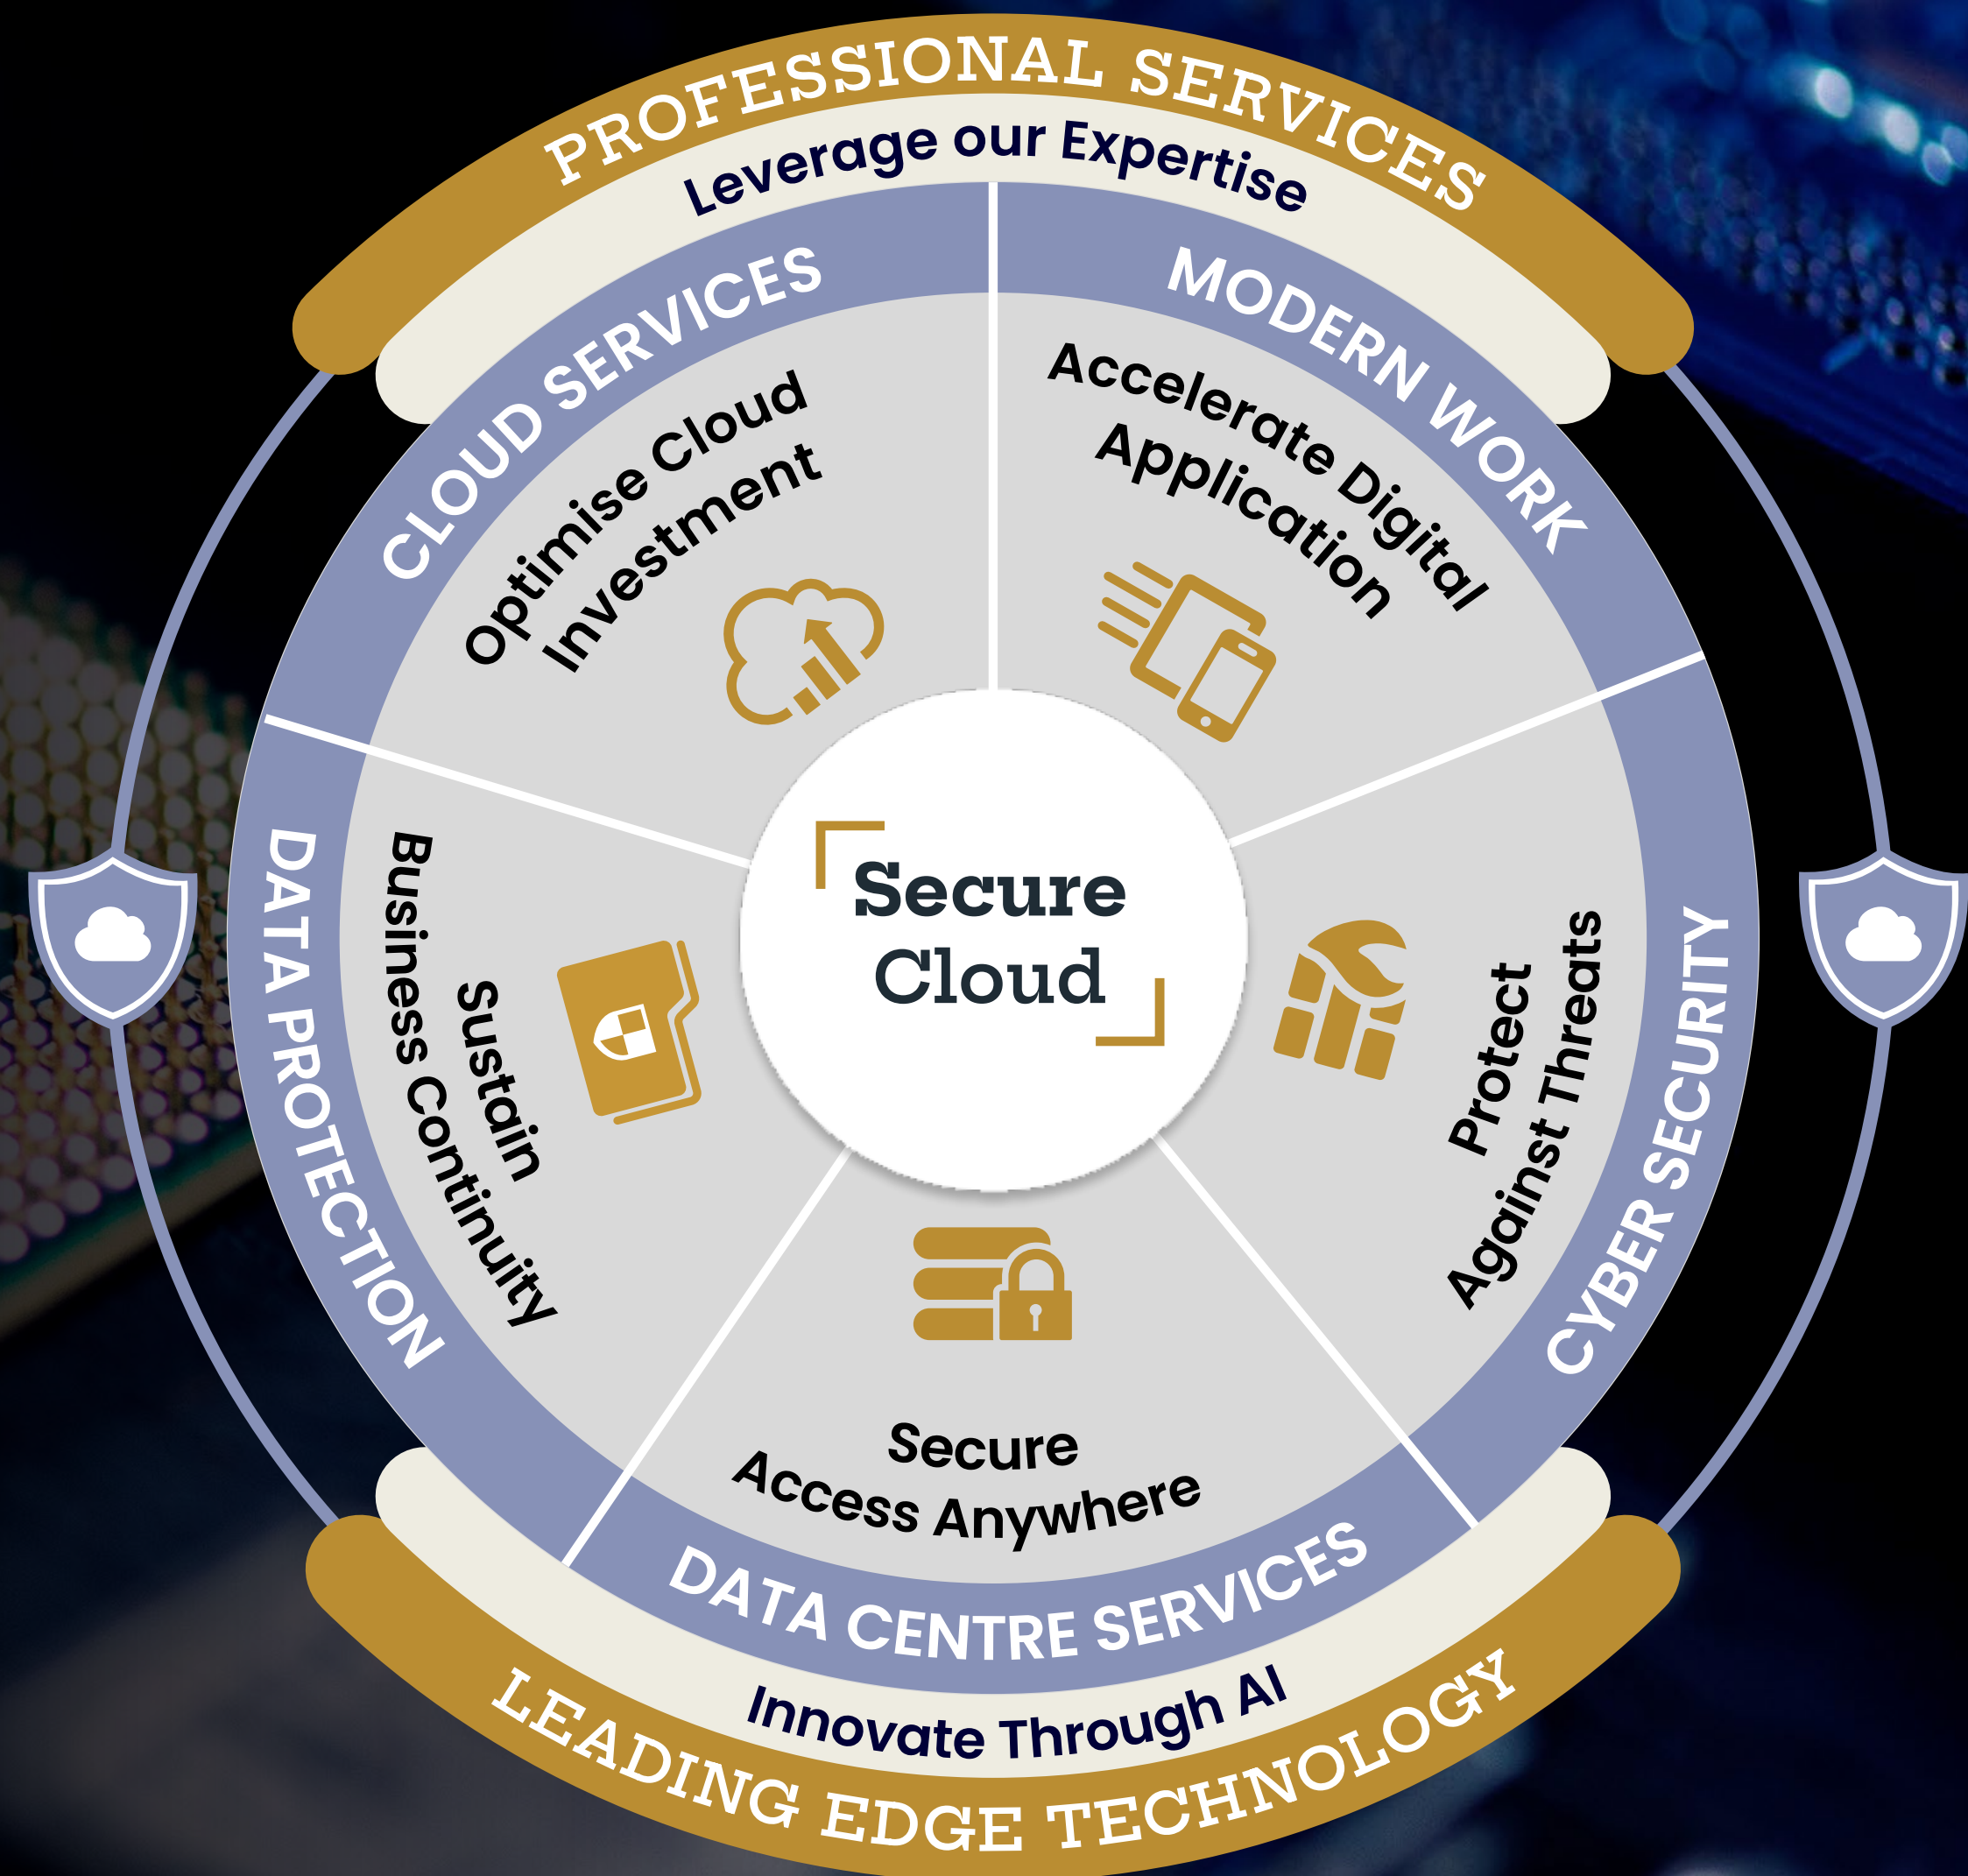 PROFESSIONAL SERVICES
Leverage our Expertise
CLOUD SERVICES
Optimise Cloud
Investment
MODERN WORK
Accelerate Digital
Application
Secure
Cloud
DATA PROTECTION
Sustain
Business Continuity
CYBER SECURITY
Protect
Against Threats
Secure
Access Anywhere
DATA CENTRE SERVICES
Innovate Through AI
LEADING EDGE TECHNOLOGY